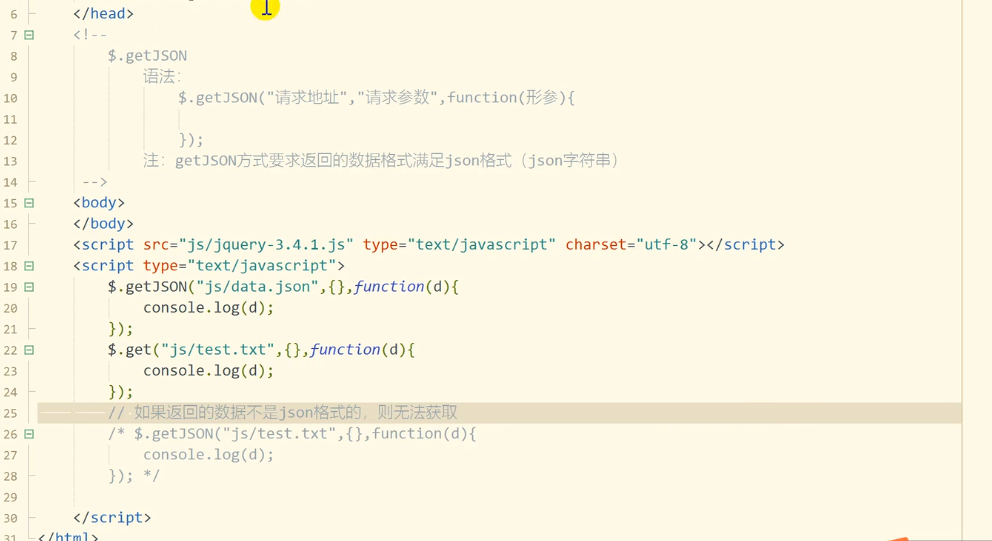 6 </head>
7 <!--
8 $.getJSON
9 语法：
10 $.getJSON("请求地址","请求参数",function(形参){
11
12 });
13 注：getJSON方式要求返回的数据格式满足json格式（json字符串）
14 -->
15 <body>
16 </body>
17 <script src="js/jquery-3.4.1.js" type="text/javascript" charset="utf-8"></script>
18 <script type="text/javascript">
19 $.getJSON("js/data.json",{},function(d){
20 console.log(d);
21 });
22 $.get("js/test.txt",{},function(d){
23 console.log(d);
24 });
25 // 如果返回的数据不是json格式的，则无法获取
26 /* $.getJSON("js/test.txt",{},function(d){
27 console.log(d);
28 }); */
29
30 </script>
31 </html>